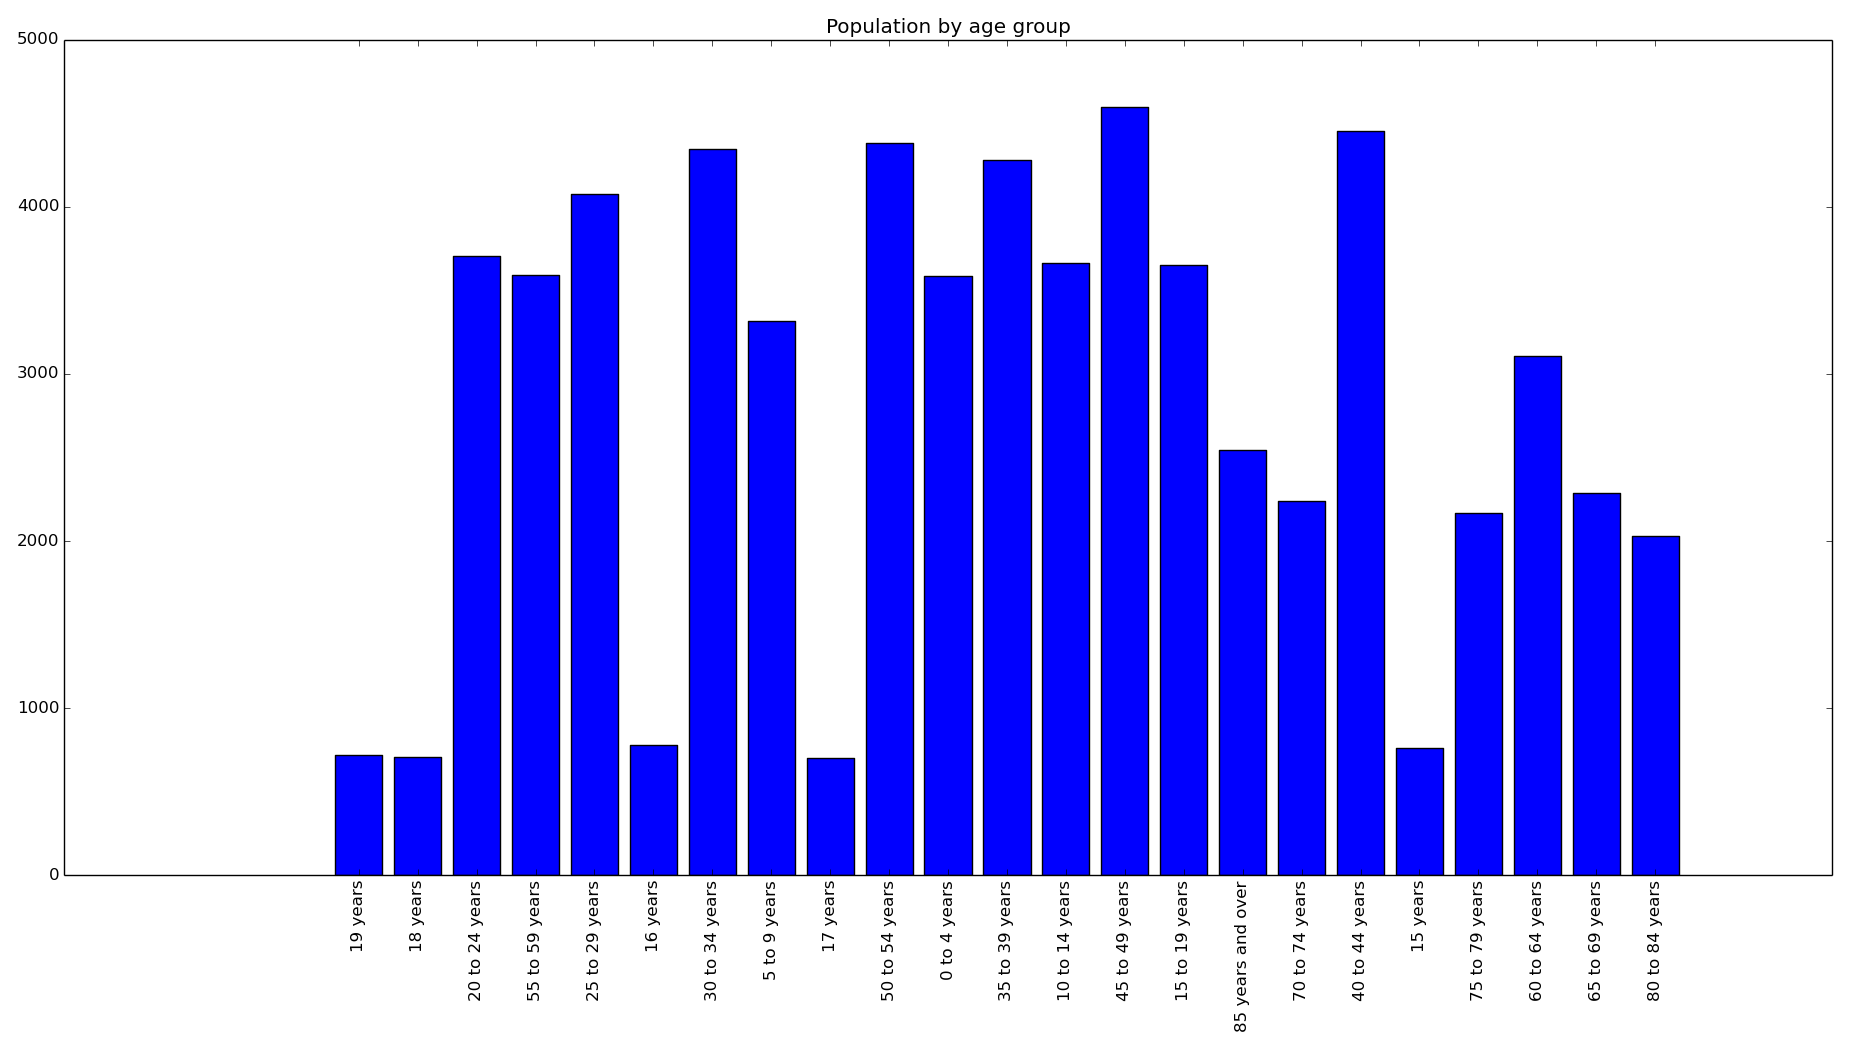 Population by age group
5000
4000
3000
2000
1000
0
19 years
18 years
20 to 24 years
55 to 59 years
25 to 29 years
16 years
30 to 34 years
5 to 9 years
17 years
50 to 54 years
0 to 4 years
35 to 39 years
10 to 14 years
45 to 49 years
15 to 19 years
85 years and over
70 to 74 years
40 to 44 years
15 years
75 to 79 years
60 to 64 years
65 to 69 years
80 to 84 years